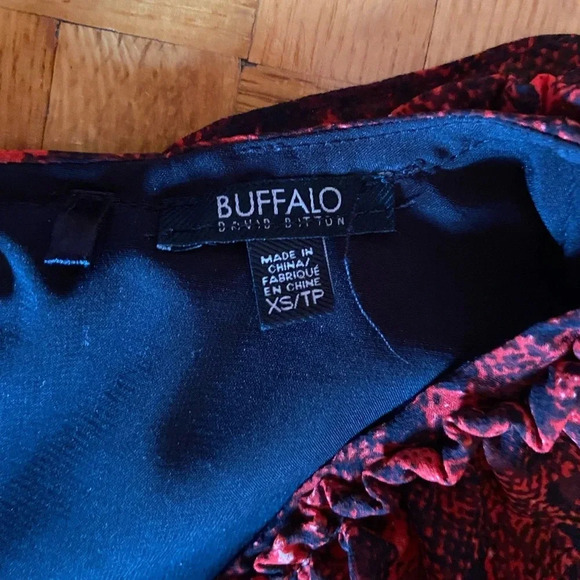 BUFFALO
DAVID BITTON
MADE IN
CHINA/
FABRIQUÉ
EN CHINE
XS/TP